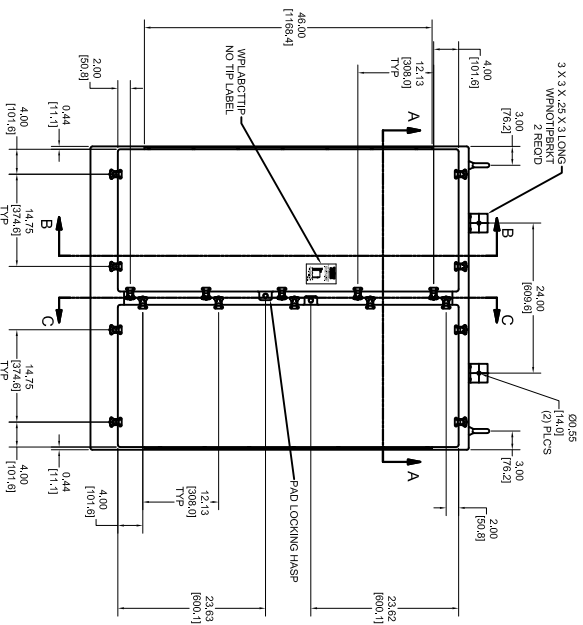 3 X 3 X .25 X 3 LONG
WPNOTIPBRKT
2 REQ'D
3.00
[76.2]
4.00
[101.6]
46.00
[1168.4]
12.13
[308.0]
TYP
WPLABCTTIP
NO TIP LABEL
2.00
[50.8]
0.44
[11.1]
4.00
[101.6]
14.75
[374.6]
TYP
A
B
B
C
C
24.00
[609.6]
Ø0.55
[14.0]
(2) PLC'S
3.00
[76.2]
A
2.00
[50.8]
PAD LOCKING HASP
14.75
[374.6]
TYP
4.00
[101.6]
0.44
[11.1]
4.00
[101.6]
12.13
[308.0]
TYP
23.63
[600.1]
23.62
[600.1]